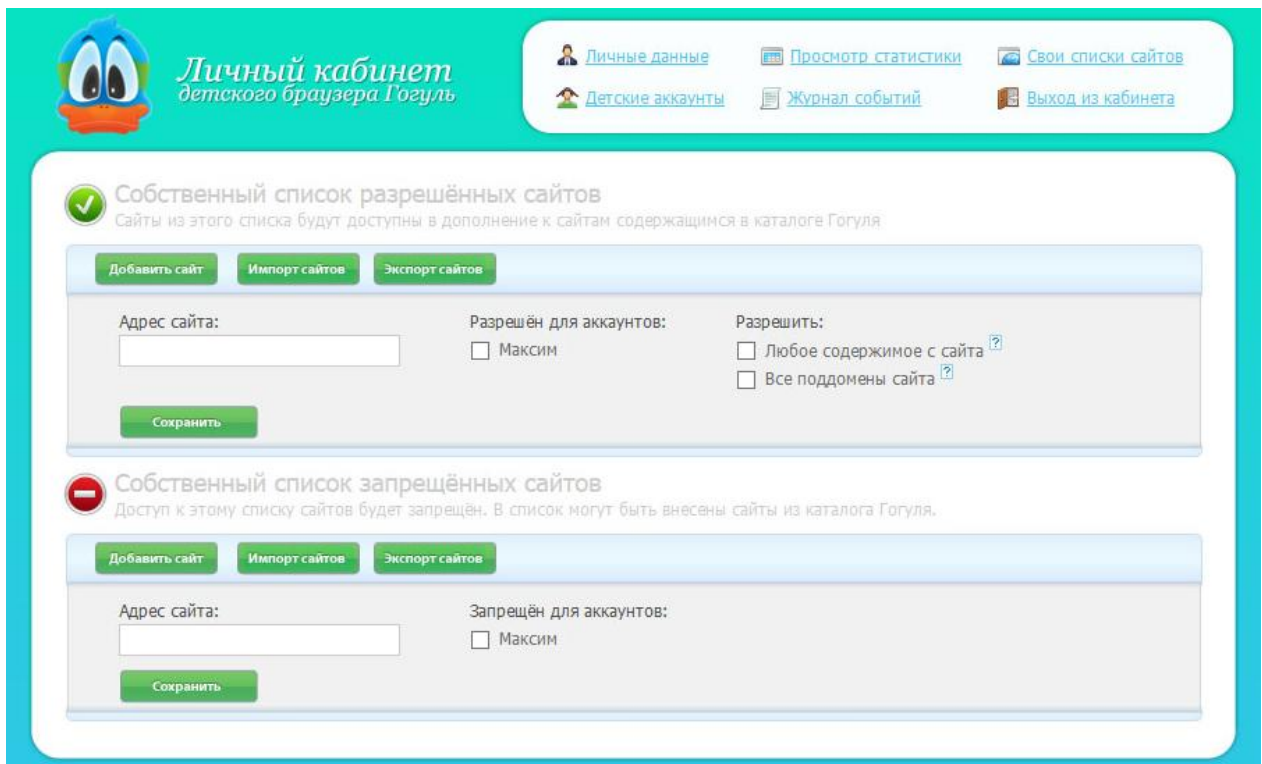 Личный кабинет
детского браузера Гогуль
Личные данные
Просмотр статистики
Свои списки сайтов
Детские аккаунты
Журнал событий
Выход из кабинета
Собственный список разрешённых сайтов
Сайты из этого списка будут доступны в дополнение к сайтам содержащимся в каталоге Гогуля
Добавить сайт
Импорт сайтов
Экспорт сайтов
Адрес сайта:
Разрешён для аккаунтов:
Разрешить:
Максим
Любое содержимое с сайта ?
Все поддомены сайта ?
Сохранить
Собственный список запрещённых сайтов
Доступ к этому списку сайтов будет запрещён. В список могут быть внесены сайты из каталога Гогуля.
Добавить сайт
Импорт сайтов
Экспорт сайтов
Адрес сайта:
Запрещён для аккаунтов:
Максим
Сохранить